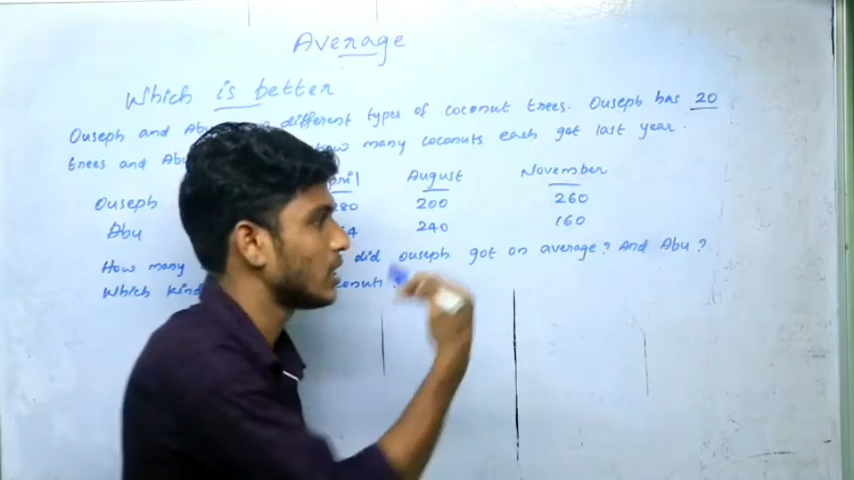 Average
Which is better
Ouseph and Abu different types of coconut trees. Ouseph has 20
trees and Abu how many coconuts each got last year.
April August November
Ouseph 280 200 260
Abu 4 240 160
How many did ouseph got on average? And Abu?
Which kind coconut ?